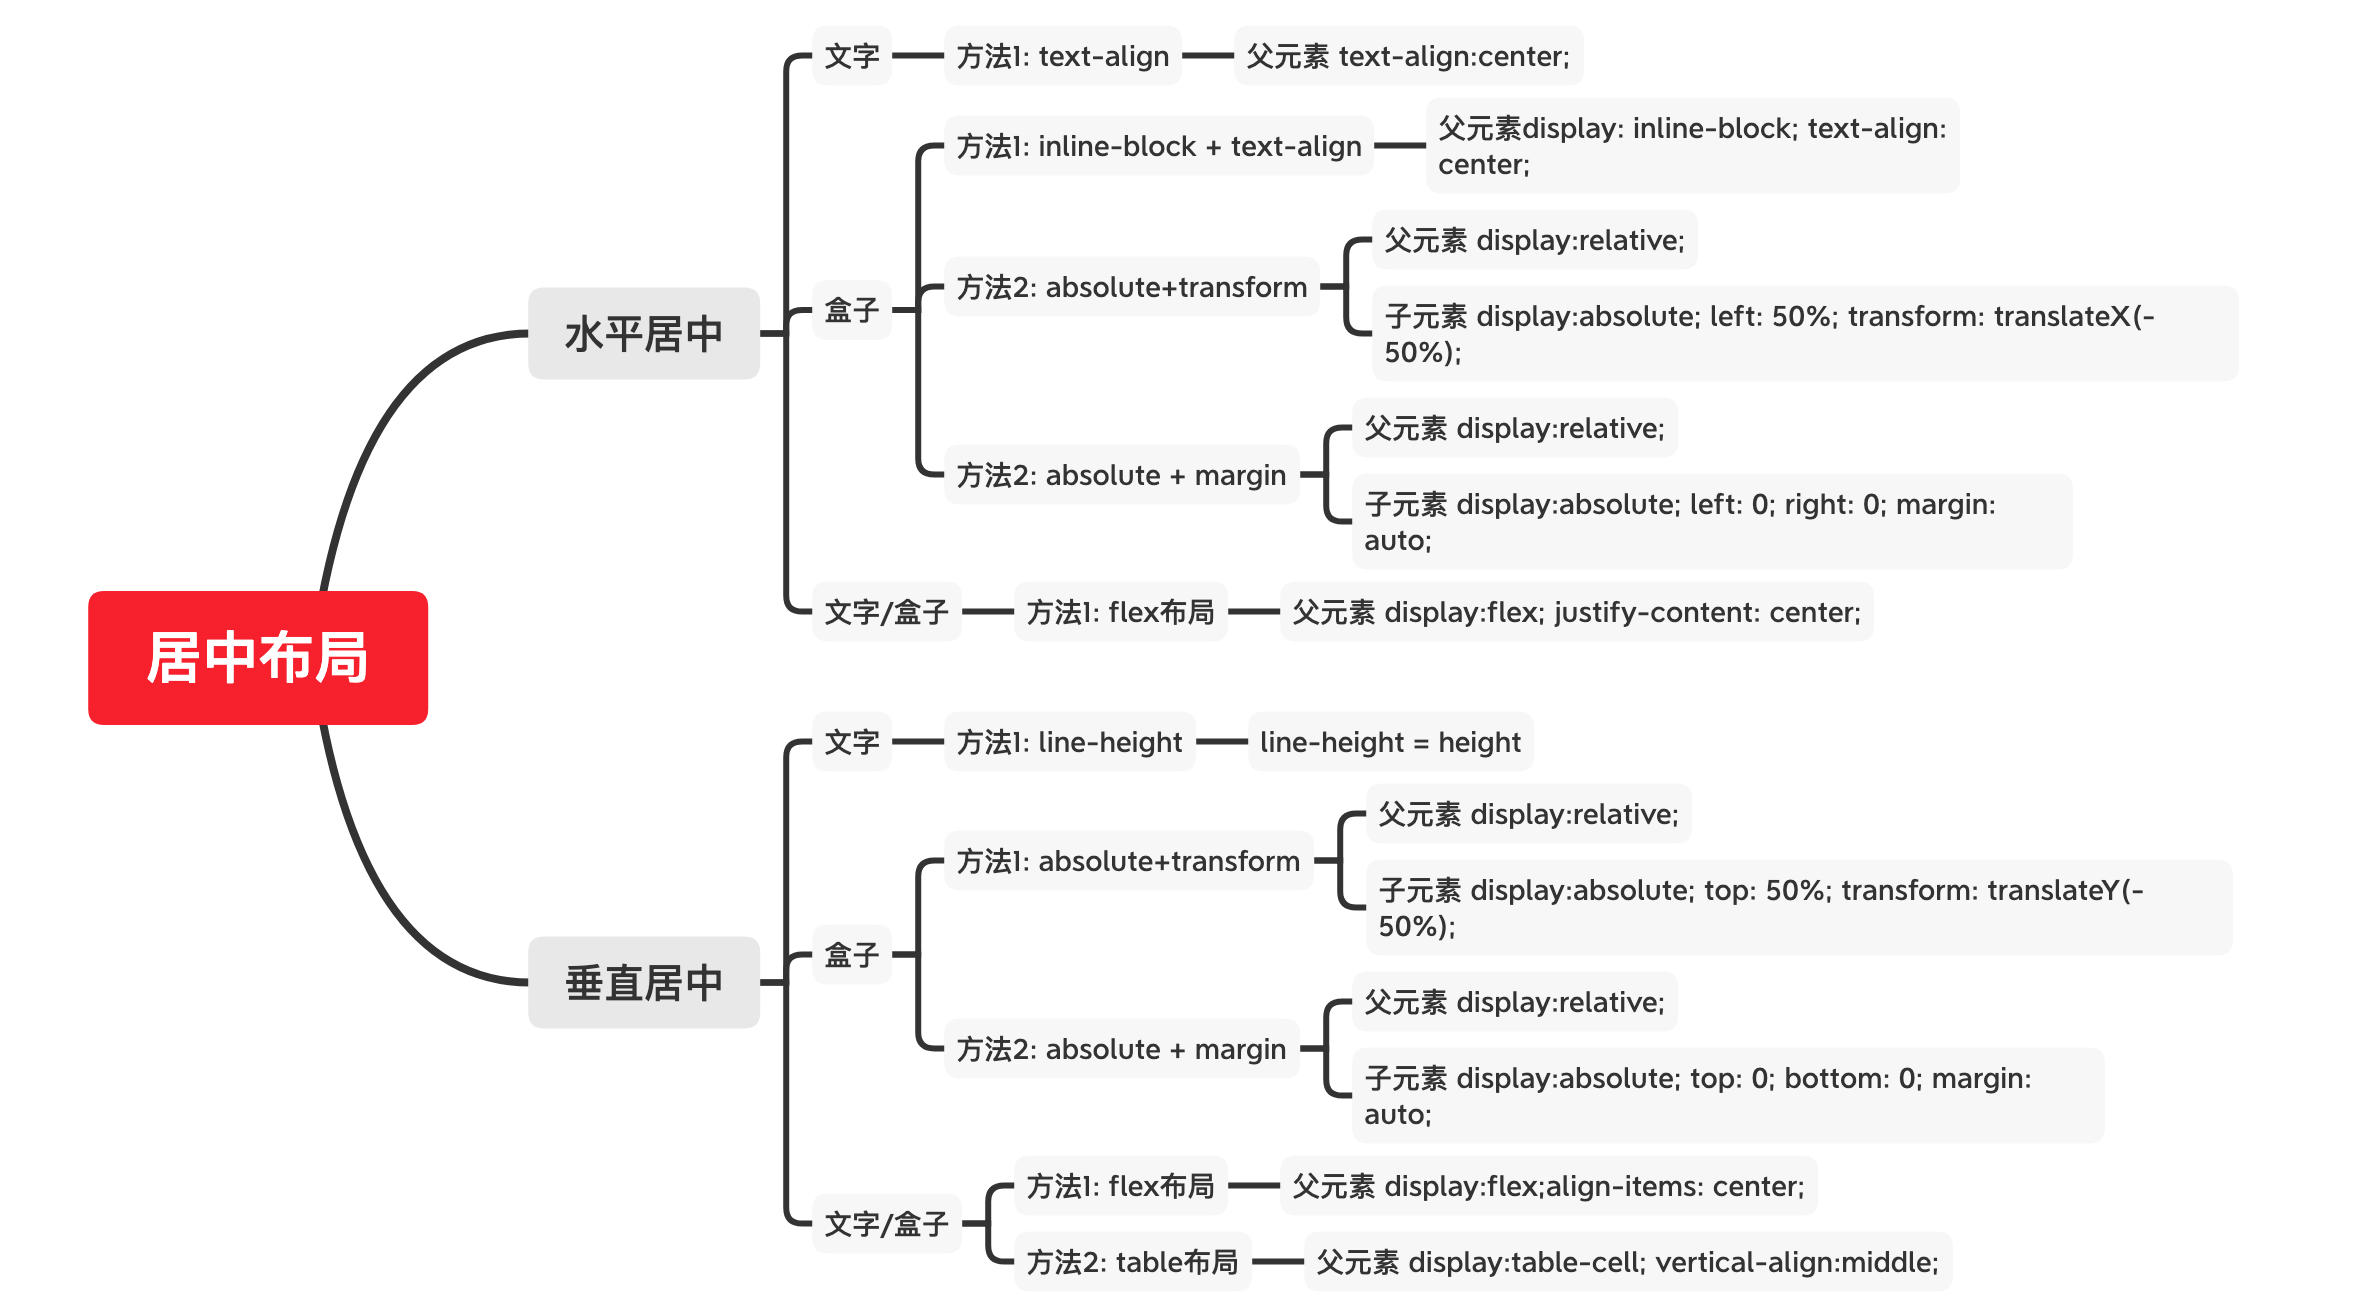 居中布局
水平居中
文字
方法1: text-align
父元素 text-align:center;
盒子
方法1: inline-block + text-align
父元素display: inline-block; text-align:
center;
方法2: absolute+transform
父元素 display:relative;
子元素 display:absolute; left: 50%; transform: translateX(-
50%);
方法2: absolute + margin
父元素 display:relative;
子元素 display:absolute; left: 0; right: 0; margin:
auto;
文字/盒子
方法1: flex布局
父元素 display:flex; justify-content: center;
垂直居中
文字
方法1: line-height
line-height = height
盒子
方法1: absolute+transform
父元素 display:relative;
子元素 display:absolute; top: 50%; transform: translateY(-
50%);
方法2: absolute + margin
父元素 display:relative;
子元素 display:absolute; top: 0; bottom: 0; margin:
auto;
文字/盒子
方法1: flex布局
父元素 display:flex;align-items: center;
方法2: table布局
父元素 display:table-cell; vertical-align:middle;